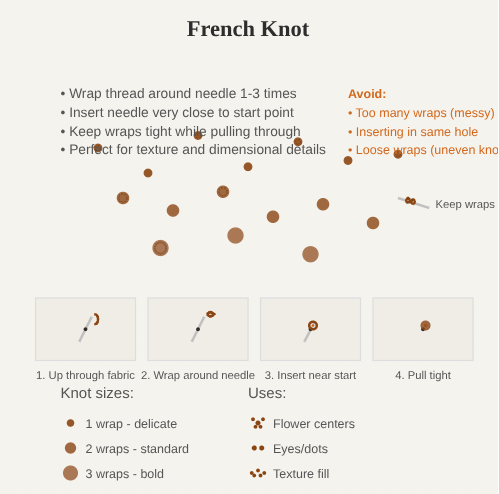 French Knot
• Wrap thread around needle 1-3 times
• Insert needle very close to start point
• Keep wraps tight while pulling through
• Perfect for texture and dimensional details
Avoid:
• Too many wraps (messy)
• Inserting in same hole
• Loose wraps (uneven kno
Keep wraps
1. Up through fabric
2. Wrap around needle
3. Insert near start
4. Pull tight
Knot sizes:
1 wrap - delicate
2 wraps - standard
3 wraps - bold
Uses:
Flower centers
Eyes/dots
Texture fill